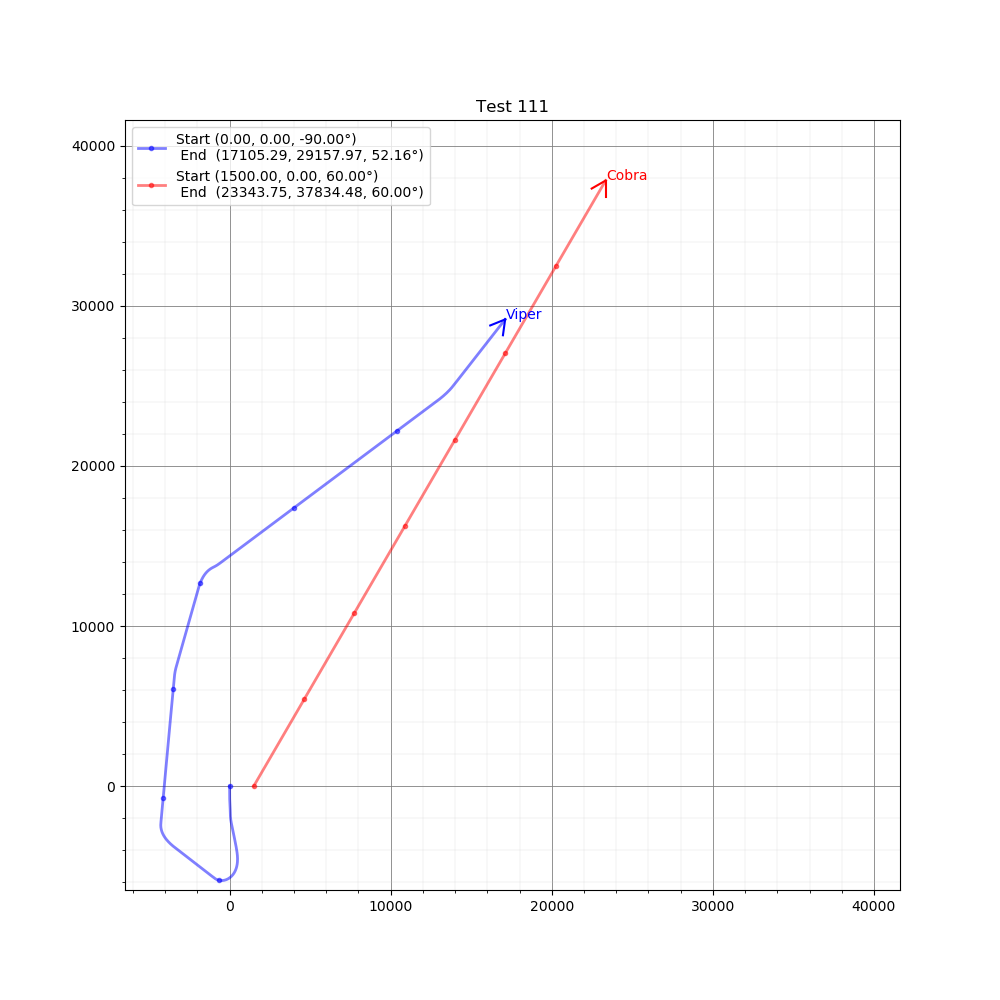 Test 111
Start (0.00, 0.00, -90.00°)
End (17105.29, 29157.97, 52.16°)
Start (1500.00, 0.00, 60.00°)
End (23343.75, 37834.48, 60.00°)
40000
Cobra
30000
Viper
20000
10000
0
0 10000 20000 30000 40000